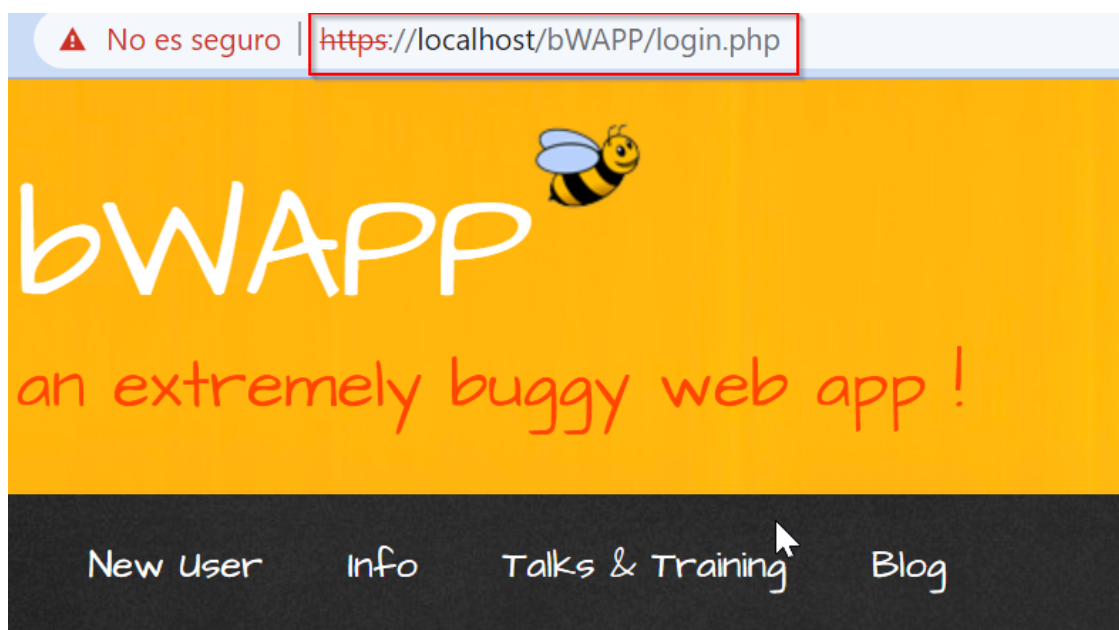 No es seguro | https://localhost/bWAPP/login.php
bWAPP
an extremely buggy web app !
New User Info Talks & Training Blog